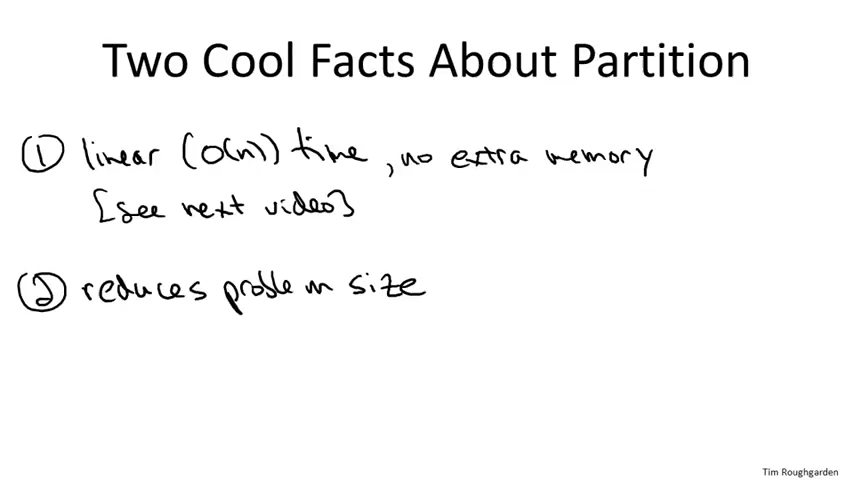 Two Cool Facts About Partition
① linear (O(n)) time, no extra memory
[see next video]
② reduces problem size
Tim Roughgarden